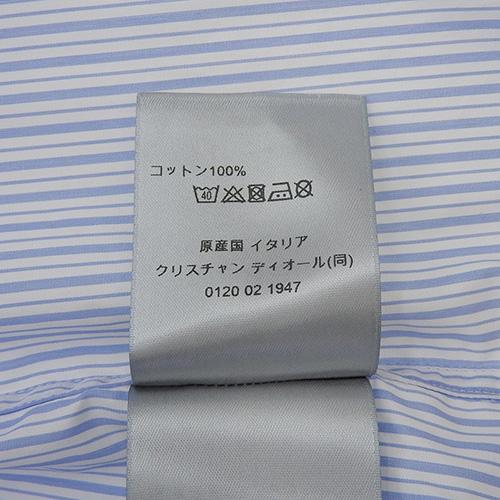 コットン100%
40
原産国 イタリア
クリスチャン ディオール(同)
0120 02 1947